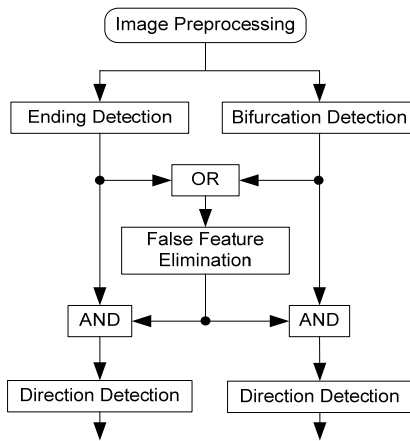 Image Preprocessing
Ending Detection
Bifurcation Detection
OR
False Feature
Elimination
AND
AND
Direction Detection
Direction Detection